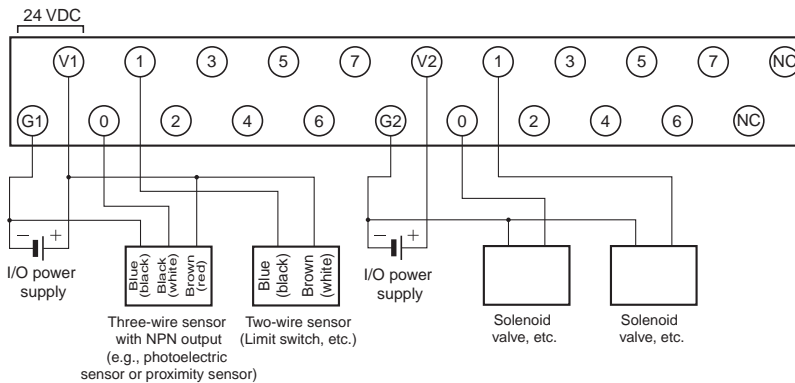 24 VDC
V1 1 3 5 7 V2 1 3 5 7 NC
G1 0 2 4 6 G2 0 2 4 6 NC
− + − +
I/O power
supply
Blue
(black)
Black
(white)
Brown
(red)
Blue
(black)
Brown
(white)
I/O power
supply
Three-wire sensor
with NPN output
(e.g., photoelectric
sensor or proximity sensor)
Two-wire sensor
(Limit switch, etc.)
Solenoid
valve, etc.
Solenoid
valve, etc.